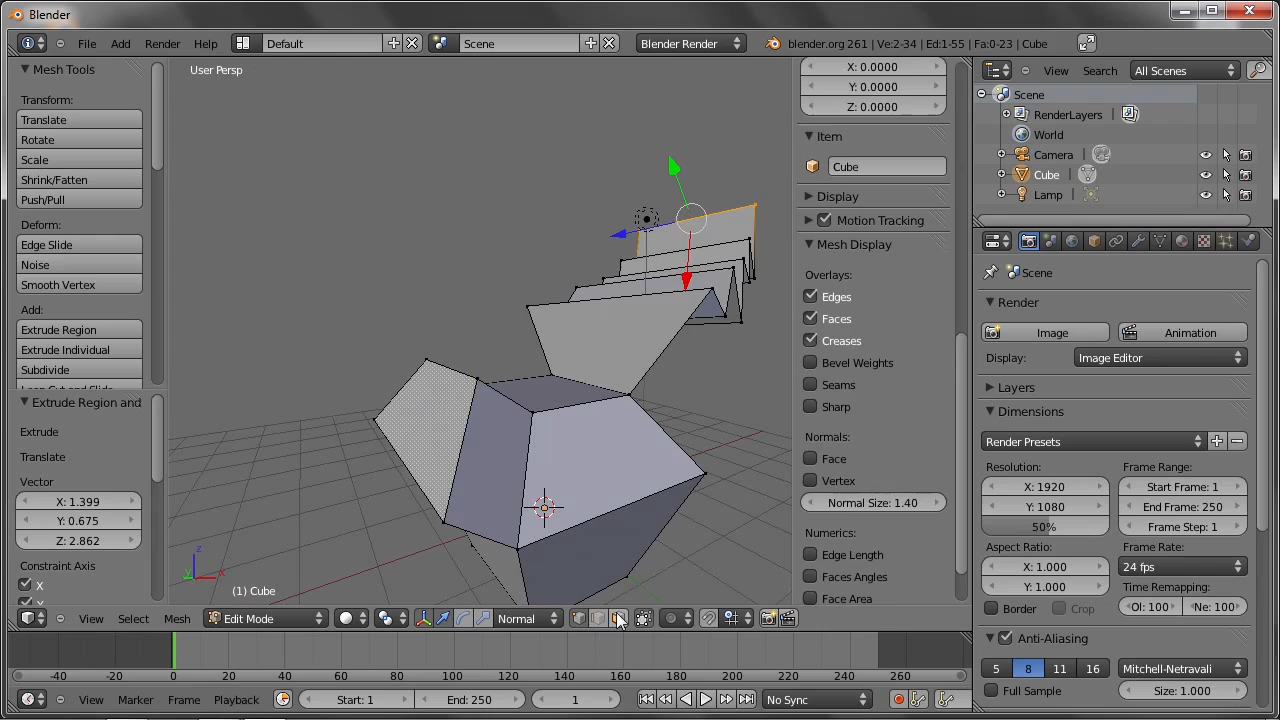 Blender
File Add Render Help Default Scene Blender Render blender.org 261 | Ve:2-34 | Ed:1-55 | Fa:0-23 | Cube
Mesh Tools
Transform:
Translate
Rotate
Scale
Shrink/Fatten
Push/Pull
Deform:
Edge Slide
Noise
Smooth Vertex
Add:
Extrude Region
Extrude Individual
Subdivide
Extrude Region and
Extrude
Translate
Vector
X: 1.399
Y: 0.675
Z: 2.862
Constraint Axis
X
User Persp
z
y x
(1) Cube
X: 0.0000
Y: 0.0000
Z: 0.0000
Item
Cube
Display
Motion Tracking
Mesh Display
Overlays:
Edges
Faces
Creases
Bevel Weights
Seams
Sharp
Normals:
Face
Vertex
Normal Size: 1.40
Numerics:
Edge Length
Faces Angles
Face Area
View Select Mesh Edit Mode Normal
-40 -20 0 20 40 60 80 100 120 140 160 180 200 220 240 260
View Marker Frame Playback Start: 1 End: 250 1 No Sync
View Search All Scenes
Scene
RenderLayers
World
Camera
Cube
Lamp
Scene
Render
Image Animation
Display: Image Editor
Layers
Dimensions
Render Presets
Resolution: Frame Range:
X: 1920 Start Frame: 1
Y: 1080 End Frame: 250
50% Frame Step: 1
Aspect Ratio: Frame Rate:
X: 1.000 24 fps
Y: 1.000 Time Remapping:
Border Crop Ol: 100 Ne: 100
Anti-Aliasing
5 8 11 16 Mitchell-Netravali
Full Sample Size: 1.000